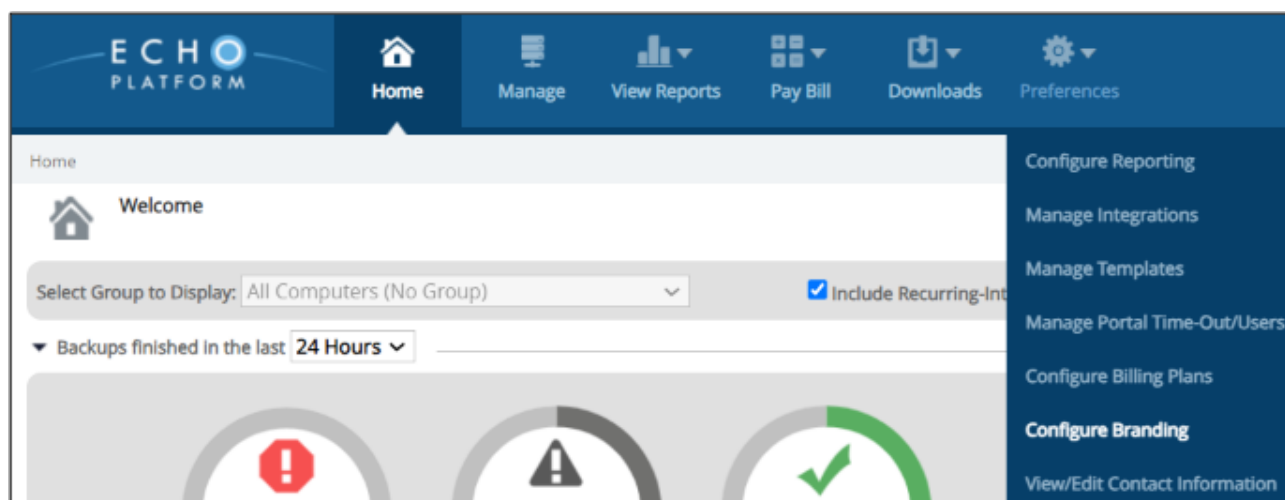 ECHO
PLATFORM
Home
Manage
View Reports
Pay Bill
Downloads
Preferences
Home
Welcome
Select Group to Display: All Computers (No Group)
Include Recurring-Int
Backups finished in the last 24 Hours
Configure Reporting
Manage Integrations
Manage Templates
Manage Portal Time-Out/Users
Configure Billing Plans
Configure Branding
View/Edit Contact Information